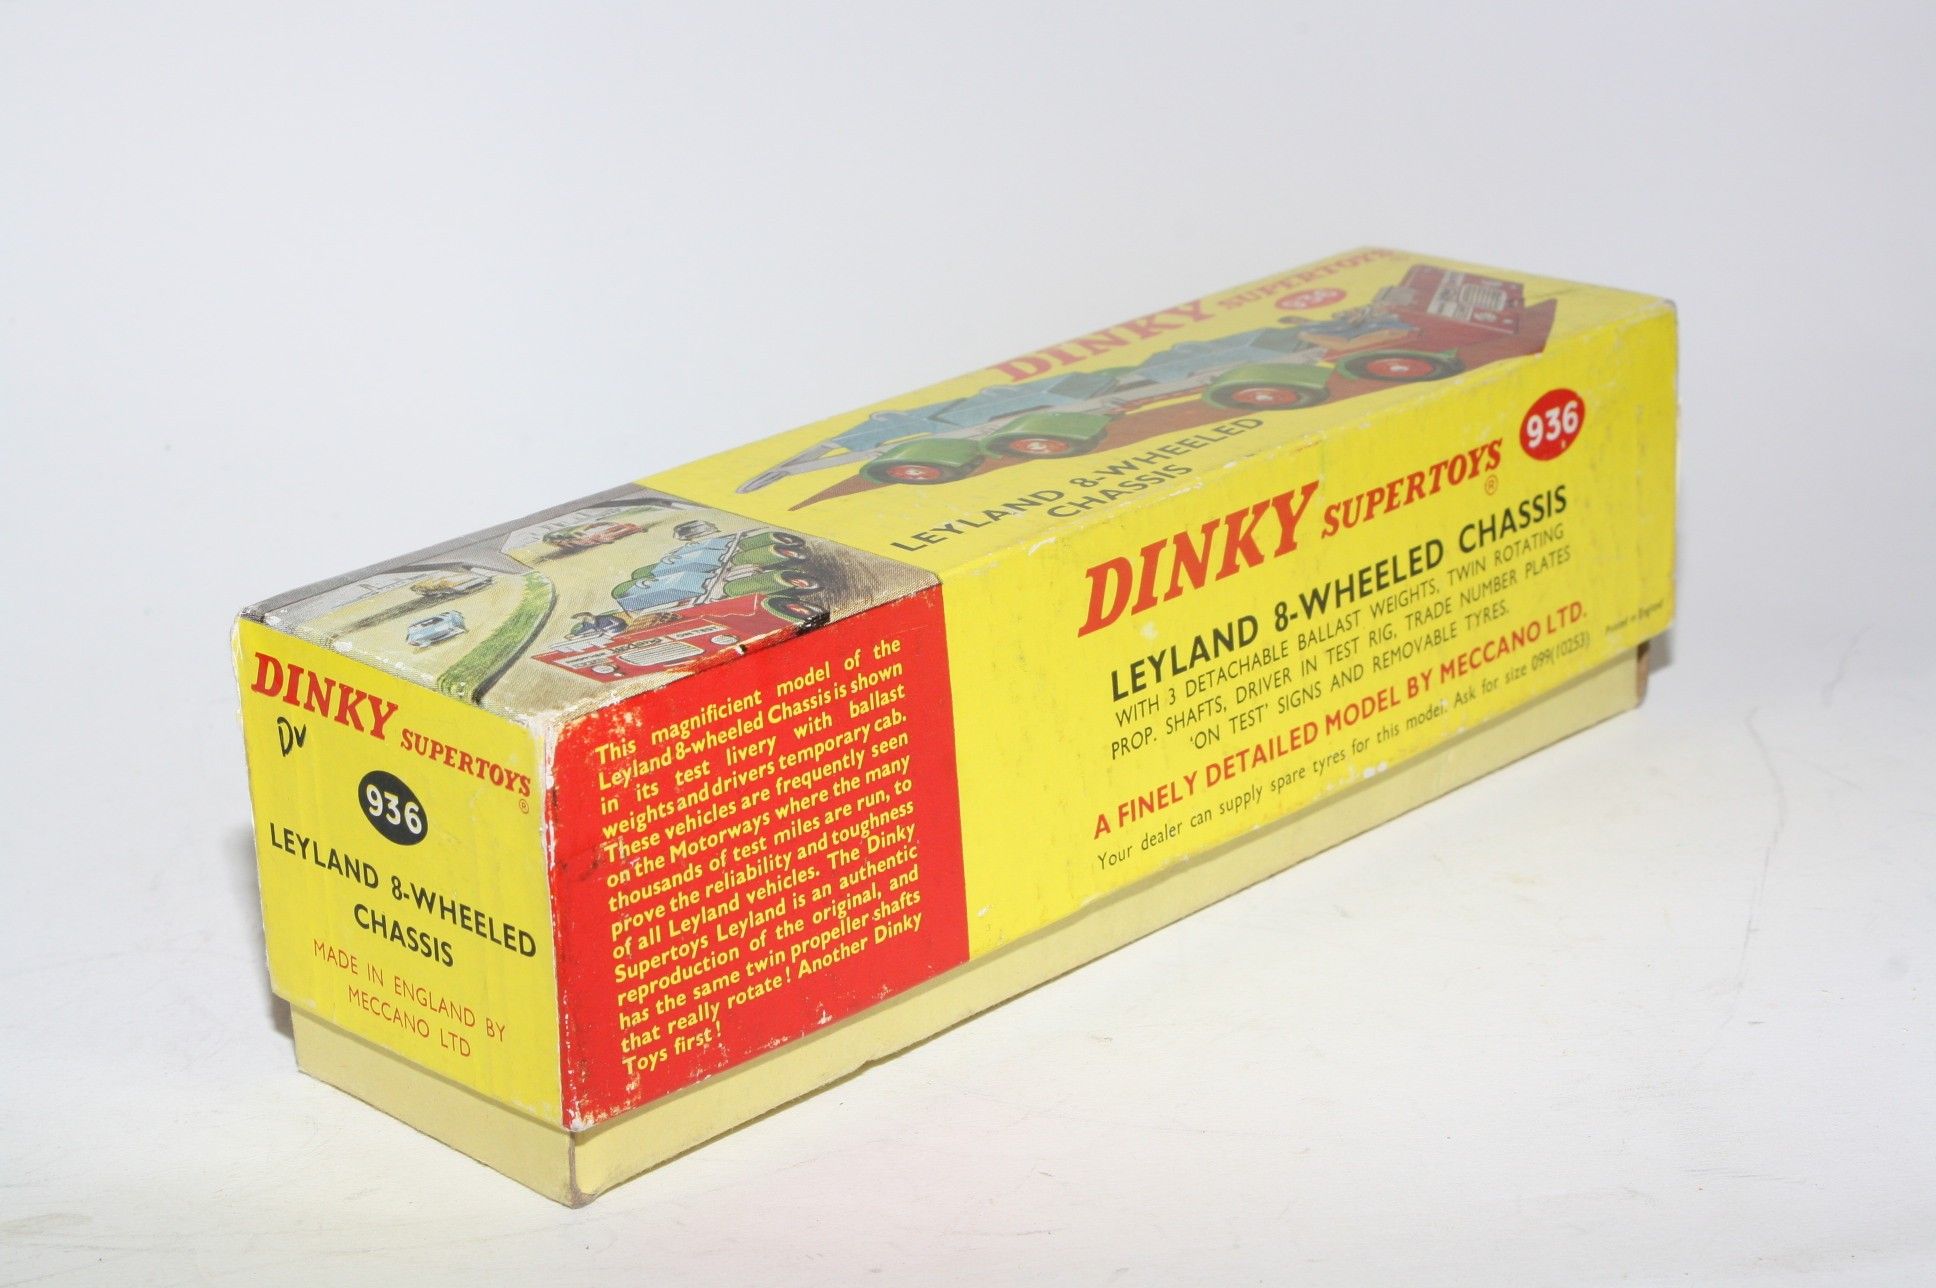 DINKY SUPERTOYS
936
LEYLAND 8-WHEELED
CHASSIS
DINKY SUPERTOYS®
Dv
936
LEYLAND 8-WHEELED
CHASSIS
MADE IN ENGLAND BY
MECCANO LTD
This magnificient model of the
Leyland 8-wheeled Chassis is shown
in its test livery with ballast
weights and drivers temporary cab.
These vehicles are frequently seen
on the Motorways where the many
thousands of test miles are run, to
prove the reliability and toughness
of all Leyland vehicles. The Dinky
Supertoys Leyland is an authentic
reproduction of the original, and
has the same twin propeller shafts
that really rotate! Another Dinky
Toys first!
DINKY SUPERTOYS® 936
LEYLAND 8-WHEELED CHASSIS
WITH 3 DETACHABLE BALLAST WEIGHTS, TWIN ROTATING
PROP. SHAFTS, DRIVER IN TEST RIG, TRADE NUMBER PLATES
'ON TEST' SIGNS AND REMOVABLE TYRES.
A FINELY DETAILED MODEL BY MECCANO LTD.
Your dealer can supply spare tyres for this model. Ask for size 099(10253)
Printed in England